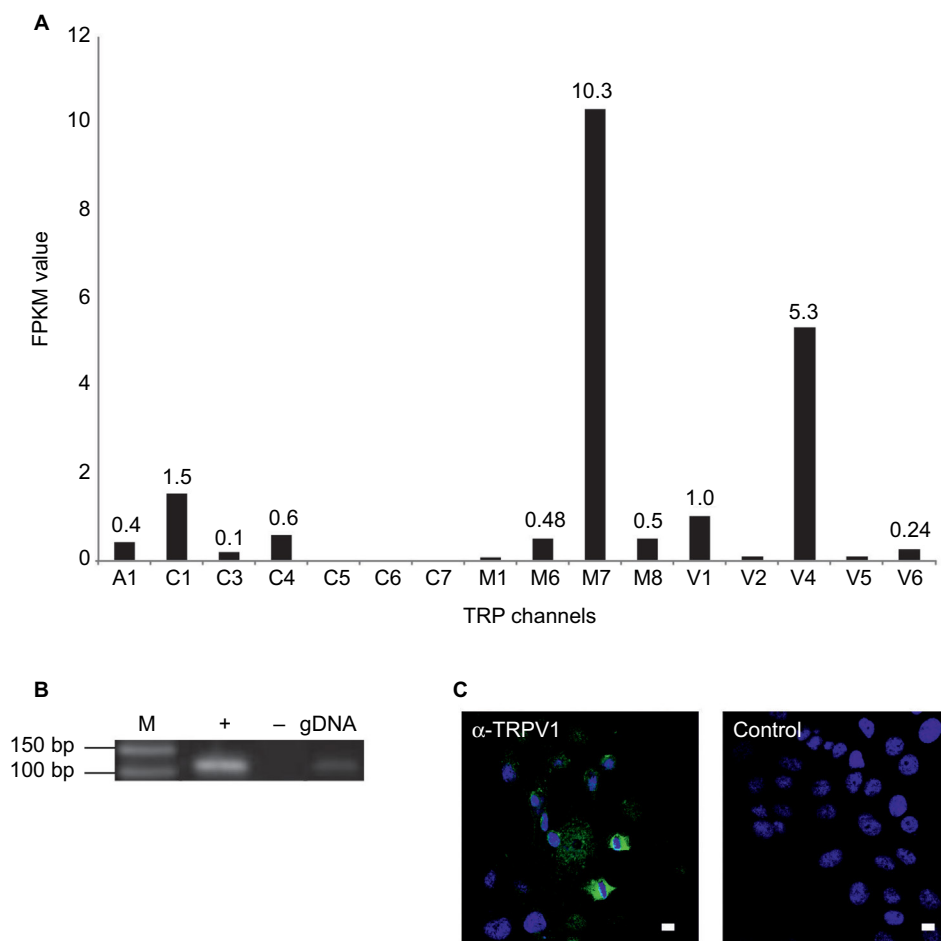 A
12
10
8
6
4
2
0
FPKM value
0.4
1.5
0.1
0.6
0.48
10.3
0.5
1.0
5.3
0.24
A1 C1 C3 C4 C5 C6 C7 M1 M6 M7 M8 V1 V2 V4 V5 V6
TRP channels
B
M + – gDNA
150 bp
100 bp
C
α-TRPV1
Control